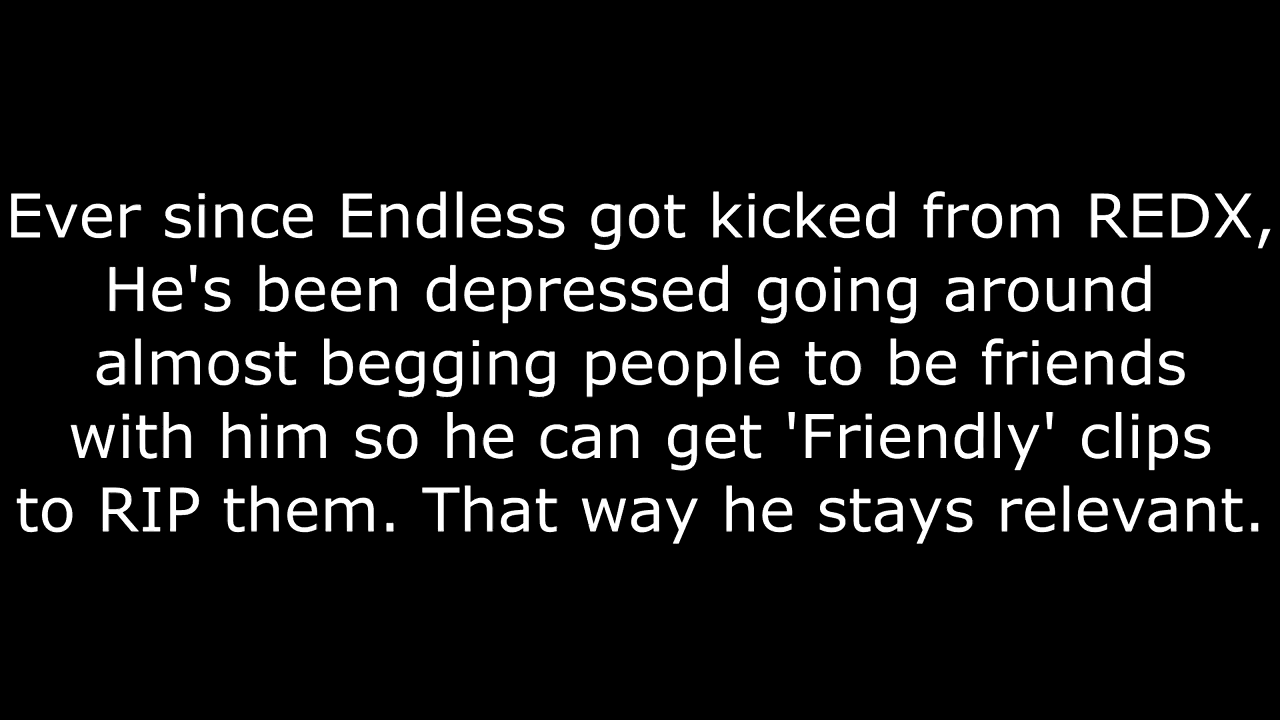 Ever since Endless got kicked from REDX,
He's been depressed going around
almost begging people to be friends
with him so he can get 'Friendly' clips
to RIP them. That way he stays relevant.